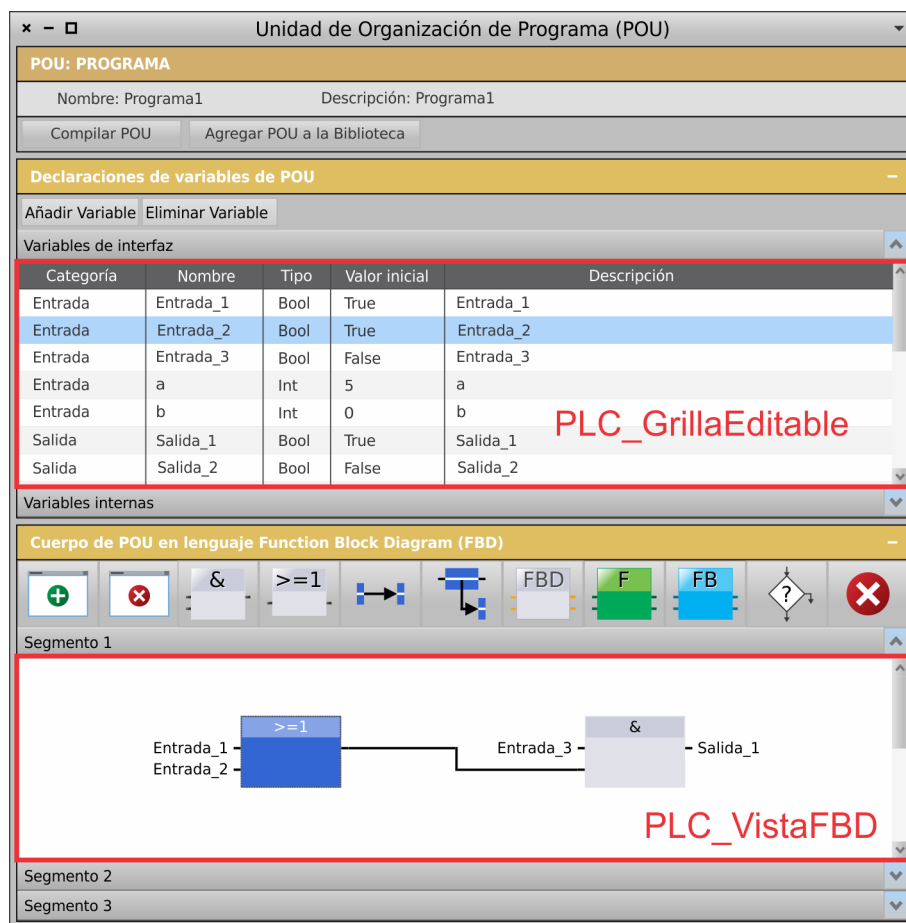 Unidad de Organización de Programa (POU)
POU: PROGRAMA
Nombre: Programa1 Descripción: Programa1
Compilar POU Agregar POU a la Biblioteca
Declaraciones de variables de POU
Añadir Variable Eliminar Variable
Variables de interfaz
Categoría Nombre Tipo Valor inicial Descripción
Entrada Entrada_1 Bool True Entrada_1
Entrada Entrada_2 Bool True Entrada_2
Entrada Entrada_3 Bool False Entrada_3
Entrada a Int 5 a
Entrada b Int 0 b
PLC_GrillaEditable
Salida Salida_1 Bool True Salida_1
Salida Salida_2 Bool False Salida_2
Variables internas
Cuerpo de POU en lenguaje Function Block Diagram (FBD)
& >=1 FBD F FB ?
Segmento 1
>=1 &
Entrada_1 Entrada_3 Salida_1
Entrada_2
PLC_VistaFBD
Segmento 2
Segmento 3